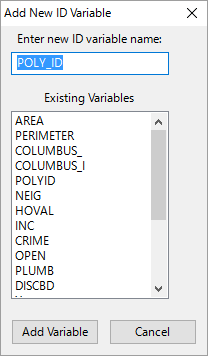 Add New ID Variable
Enter new ID variable name:
POLY_ID
Existing Variables
AREA
PERIMETER
COLUMBUS_
COLUMBUS_I
POLYID
NEIG
HOVAL
INC
CRIME
OPEN
PLUMB
DISCBD
Add Variable
Cancel